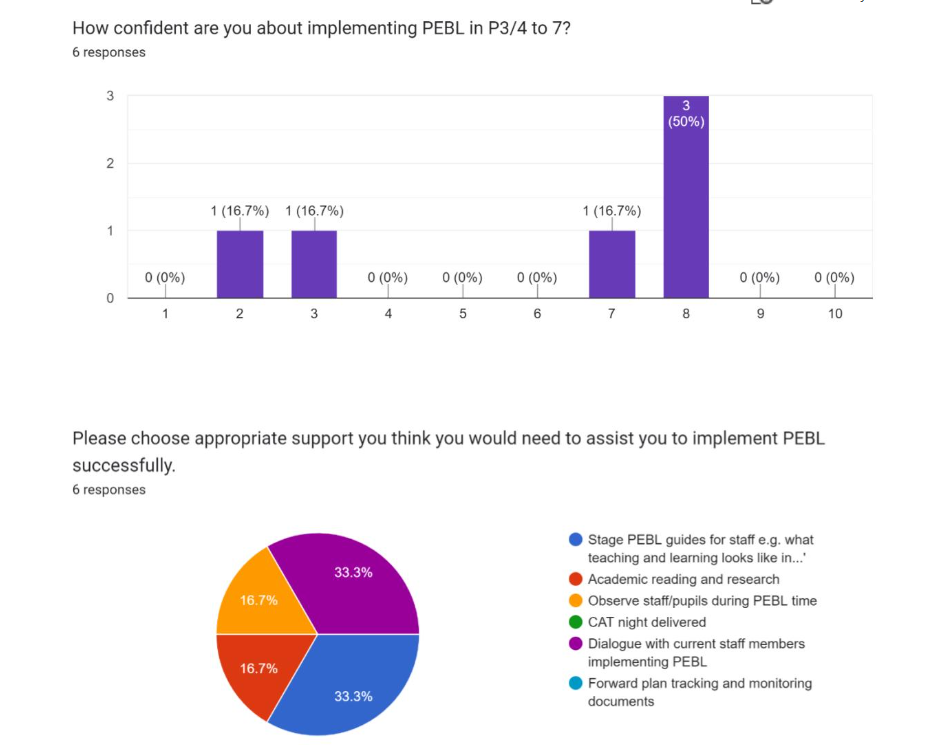 How confident are you about implementing PEBL in P3/4 to 7?
6 responses
3
3
(50%)
2
1 (16.7%) 1 (16.7%) 1 (16.7%)
1
0 (0%) 0 (0%) 0 (0%) 0 (0%) 0 (0%) 0 (0%)
0
1 2 3 4 5 6 7 8 9 10
Please choose appropriate support you think you would need to assist you to implement PEBL
successfully.
6 responses
33.3%
16.7%
16.7%
33.3%
Stage PEBL guides for staff e.g. what
teaching and learning looks like in...'
Academic reading and research
Observe staff/pupils during PEBL time
CAT night delivered
Dialogue with current staff members
implementing PEBL
Forward plan tracking and monitoring
documents